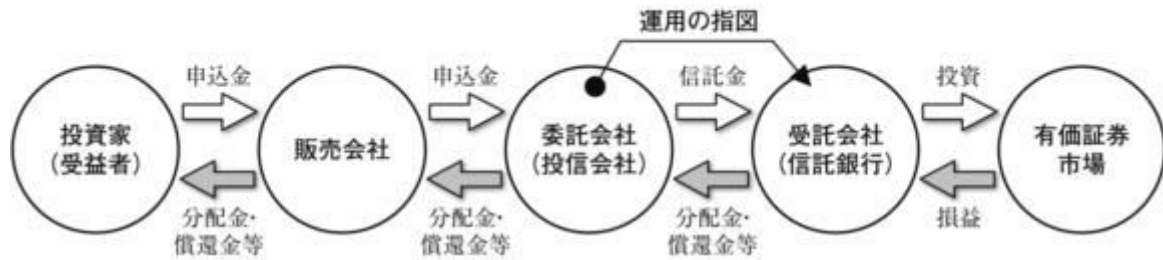 運用の指図
申込金
申込金
信託金
投資
投資家
(受益者)
販売会社
委託会社
(投信会社)
受託会社
(信託銀行)
有価証券
市場
分配金・
償還金等
分配金・
償還金等
分配金・
償還金等
損益